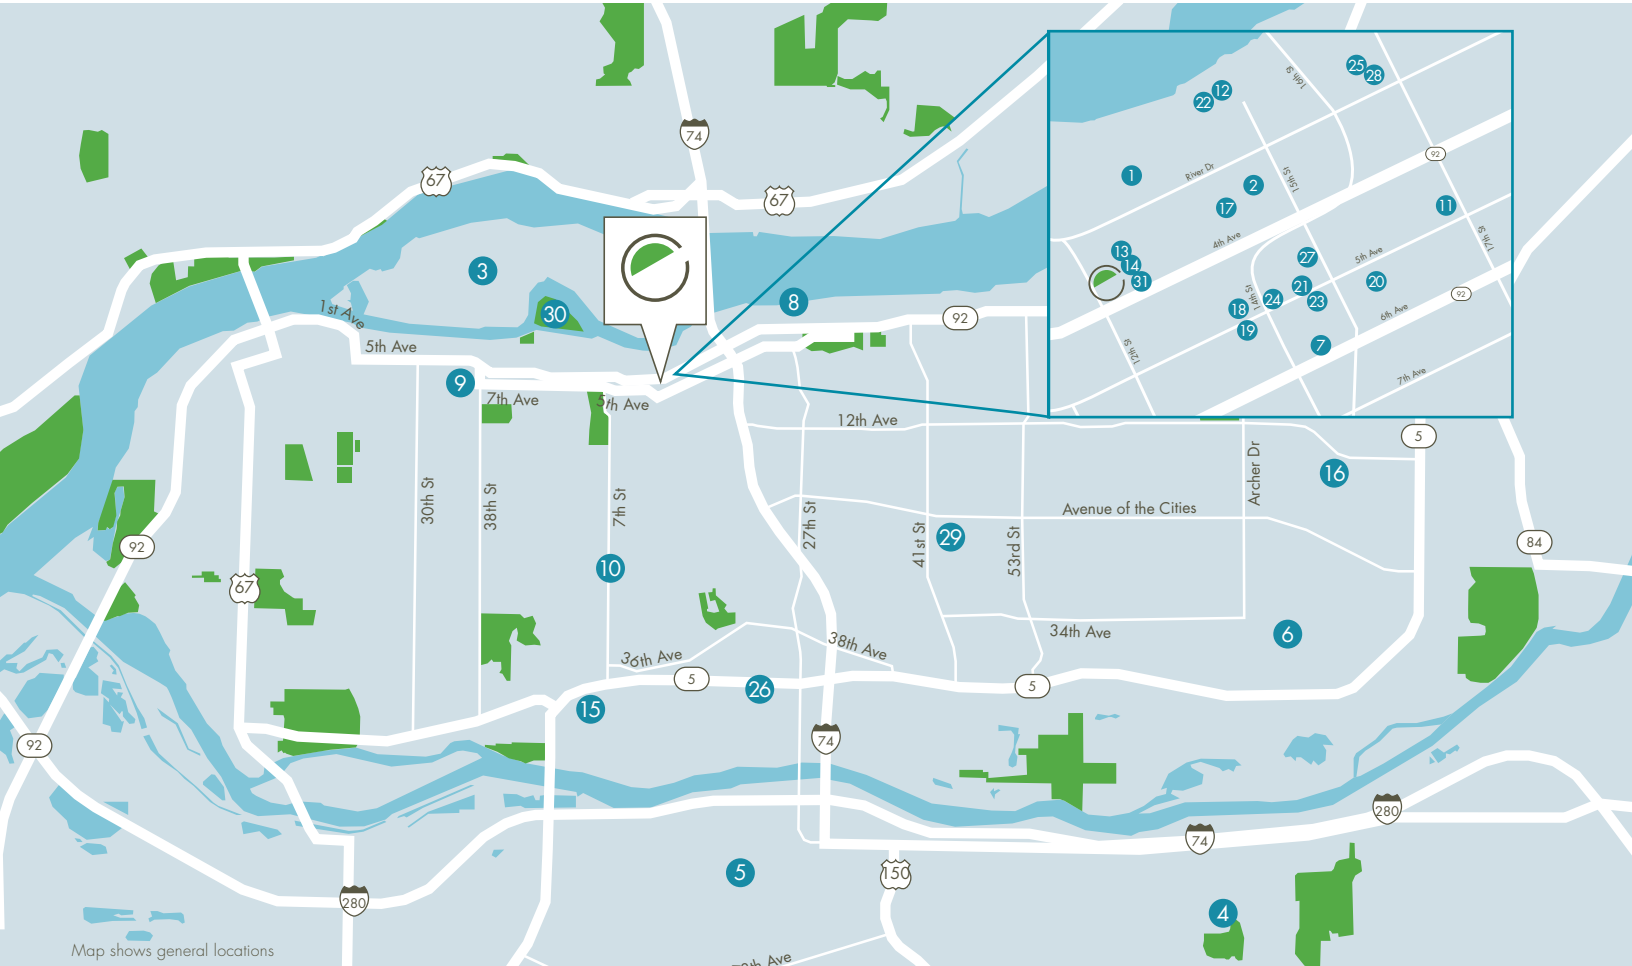 74
67
67
3
30
8
1st Ave
5th Ave
92
9
7th Ave
5th Ave
12th Ave
25
28
16th St
12
22
92
1
River Dr
15th St
2
17
11
4th Ave
17th St
13
14
31
27
5th Ave
21
20
14th St
24
23
92
18
19
6th Ave
12th St
7
7th Ave
5
30th St
38th St
7th St
27th St
41st St
29
53rd St
Avenue of the Cities
Archer Dr
16
84
92
67
10
34th Ave
6
36th Ave
38th Ave
5
26
5
15
92
74
280
74
5
150
280
4
Map shows general locations